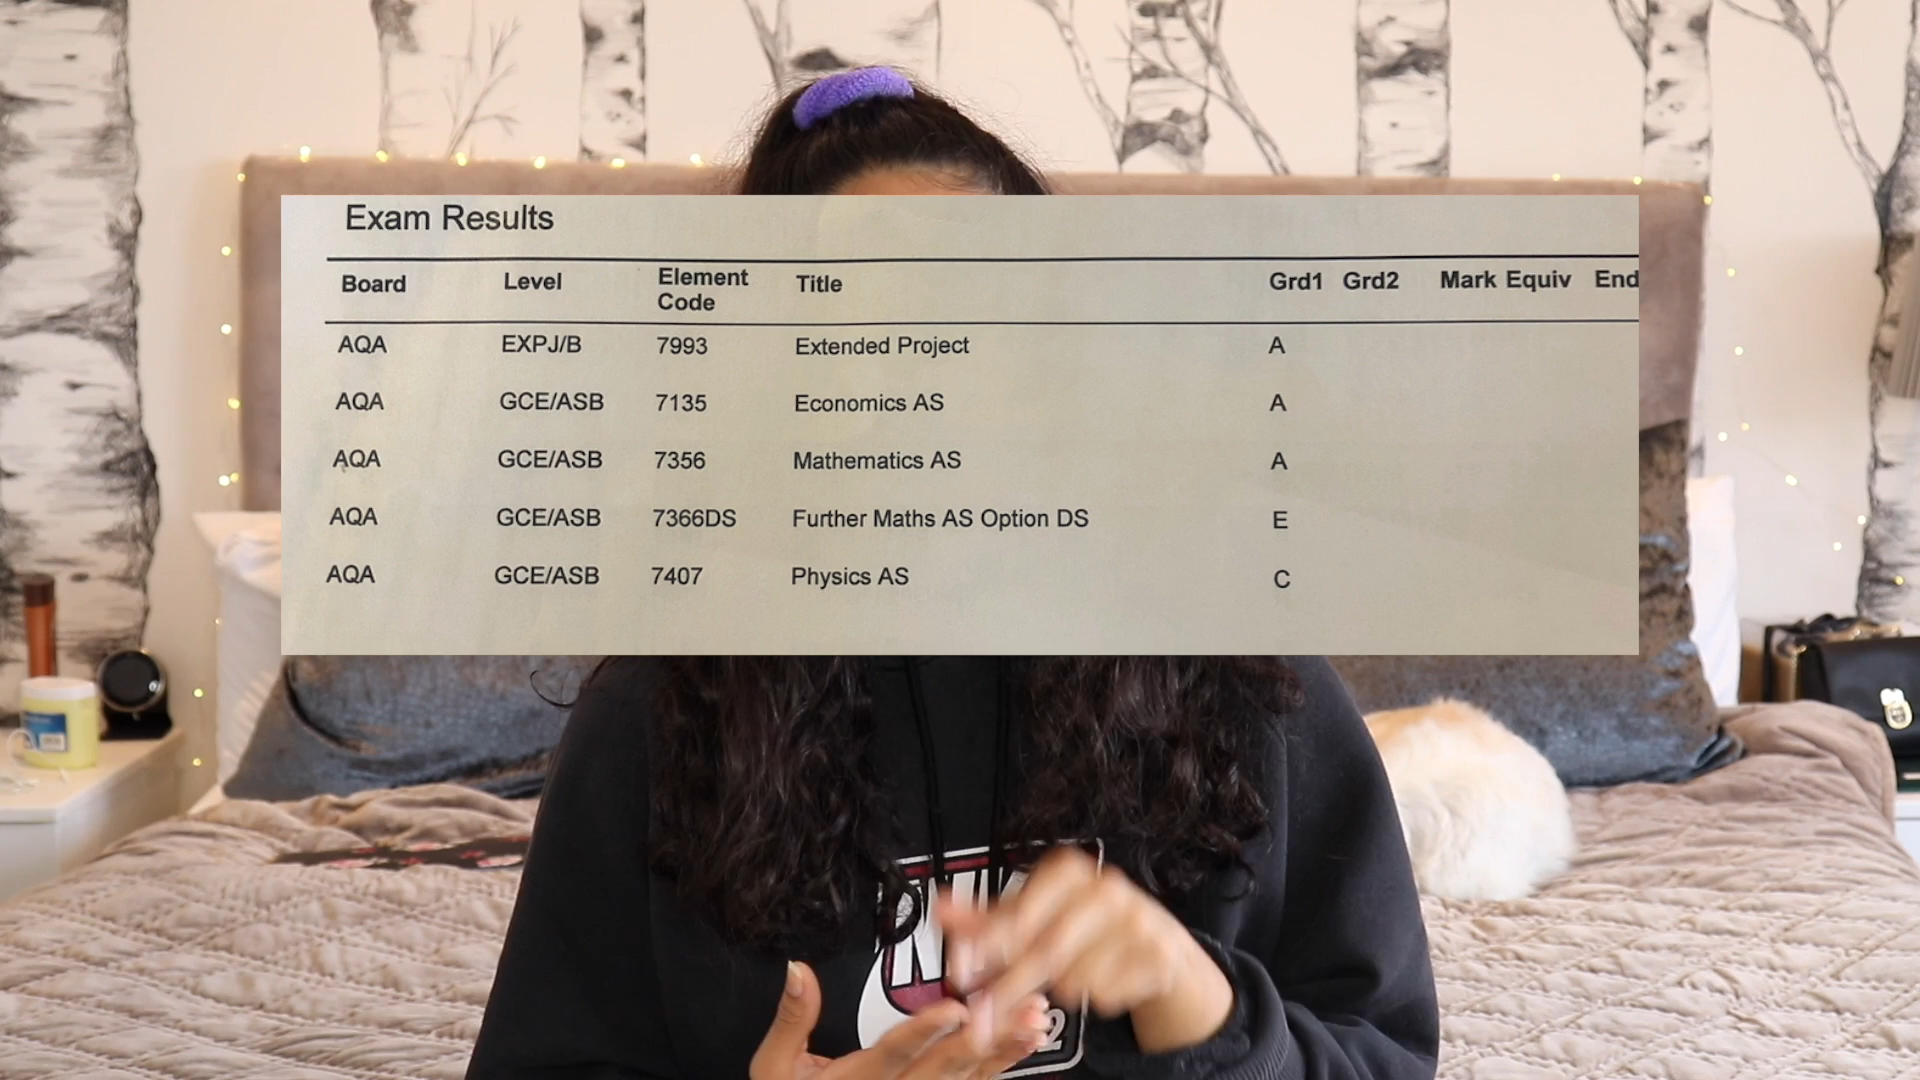 Exam Results
Board Level Element Code Title Grd1 Grd2 Mark Equiv End
AQA EXPJ/B 7993 Extended Project A
AQA GCE/ASB 7135 Economics AS A
AQA GCE/ASB 7356 Mathematics AS A
AQA GCE/ASB 7366DS Further Maths AS Option DS E
AQA GCE/ASB 7407 Physics AS C